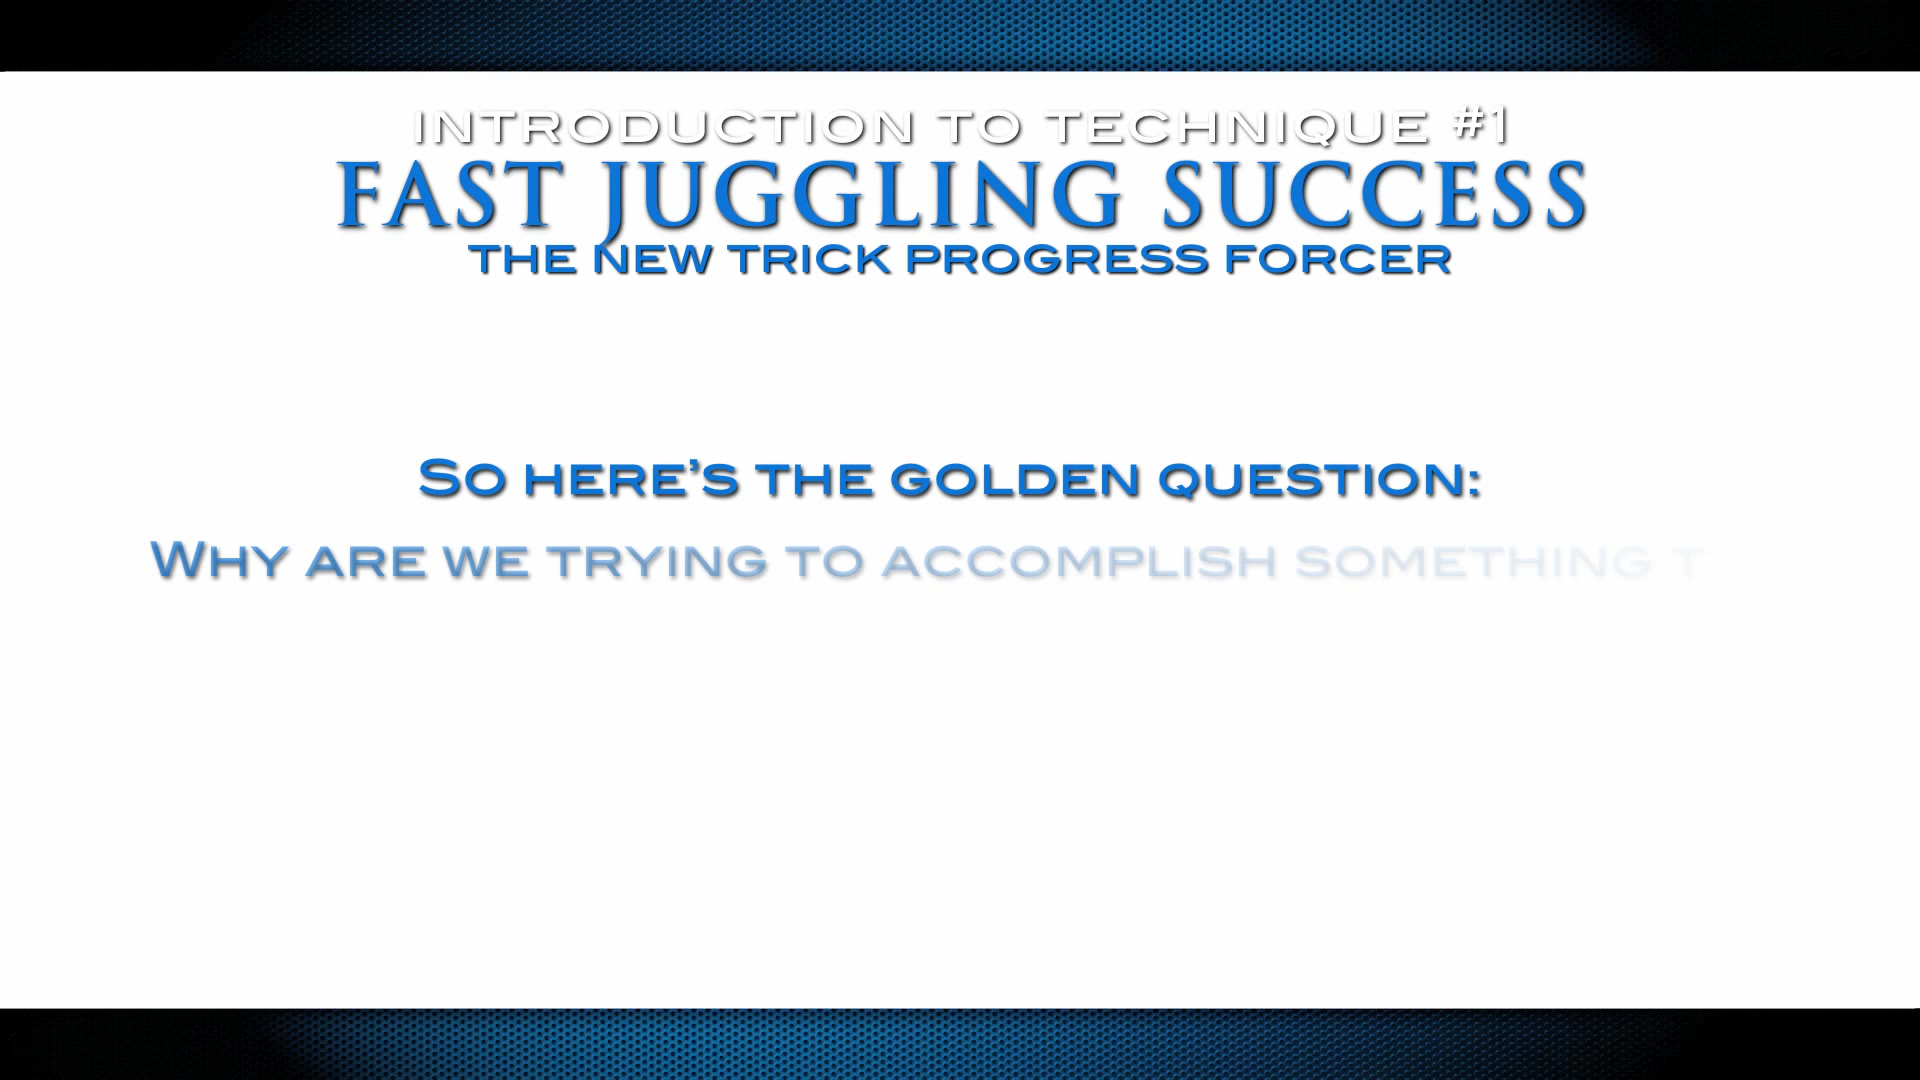 INTRODUCTION TO TECHNIQUE #1
FAST JUGGLING SUCCESS
THE NEW TRICK PROGRESS FORCER
SO HERE'S THE GOLDEN QUESTION:
WHY ARE WE TRYING TO ACCOMPLISH SOMETHING T